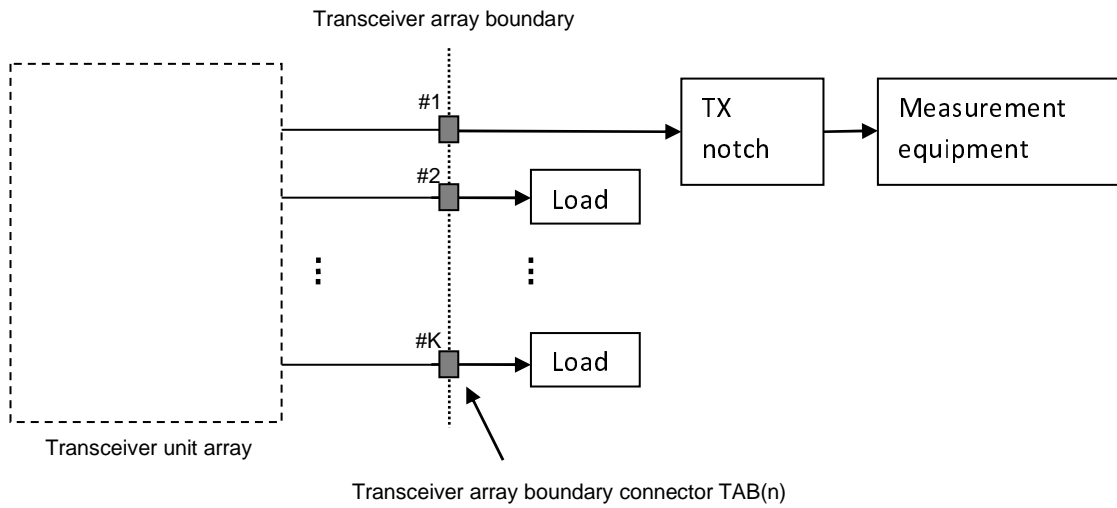 Transceiver array boundary
#1
TX
notch
Measurement
equipment
#2
Load
#K
Load
Transceiver unit array
Transceiver array boundary connector TAB(n)